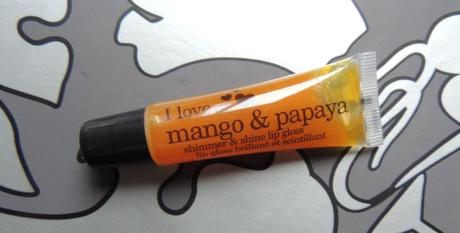 I love
mango & papaya
shimmer & shine lip gloss
lip gloss brillant et scintillant